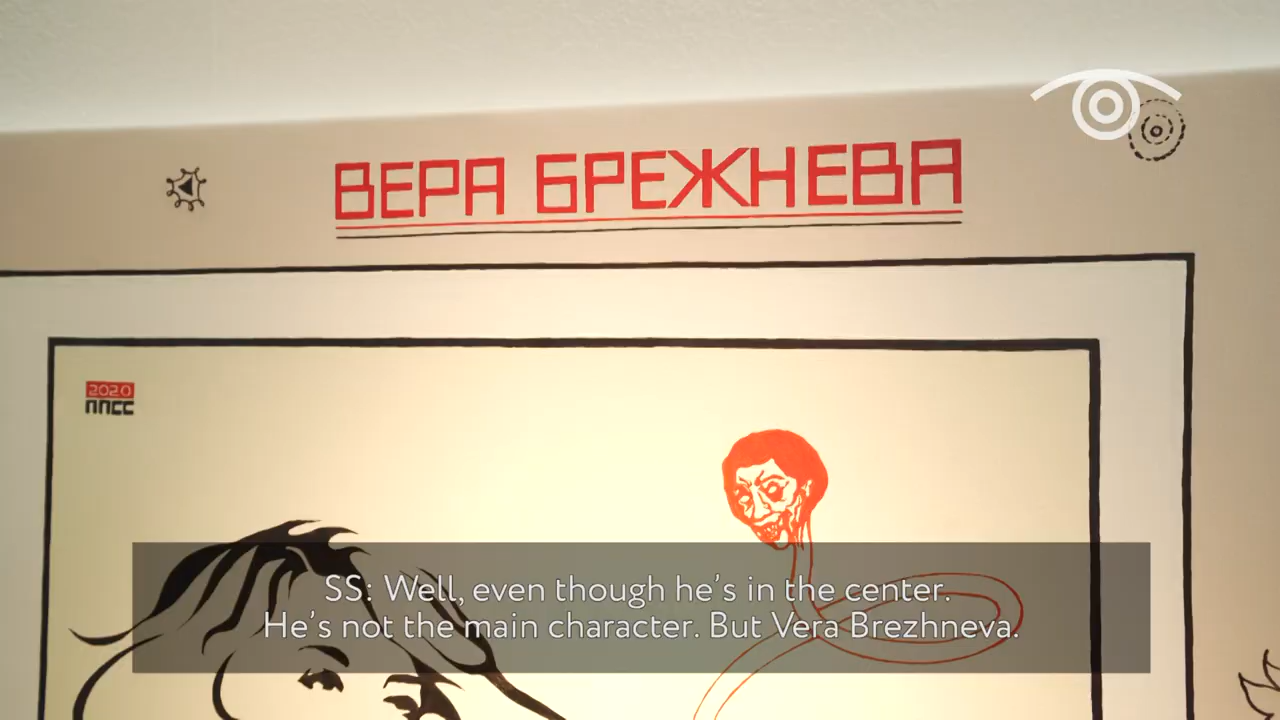 ВЕРА БРЕЖНЕВА
2020
ППСС
SS: Well, even though he's in the center.
He's not the main character. But Vera Brezhneva.